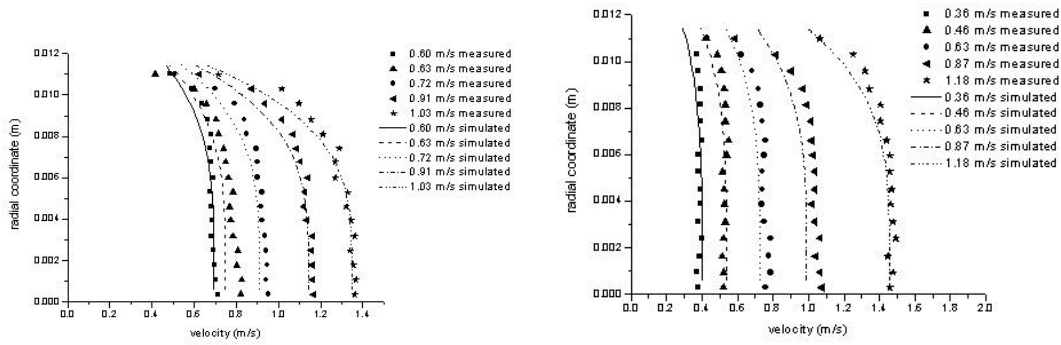 0.60 m/s measured
0.63 m/s measured
0.72 m/s measured
0.91 m/s measured
1.03 m/s measured
0.60 m/s simulated
0.63 m/s simulated
0.72 m/s simulated
0.91 m/s simulated
1.03 m/s simulated
radial coordinate (m)
0.012
0.010
0.008
0.006
0.004
0.002
0.000
0.0 0.2 0.4 0.6 0.8 1.0 1.2 1.4
velocity (m/s)
0.36 m/s measured
0.46 m/s measured
0.63 m/s measured
0.87 m/s measured
1.18 m/s measured
0.36 m/s simulated
0.46 m/s simulated
0.63 m/s simulated
0.87 m/s simulated
1.18 m/s simulated
radial coordinate (m)
0.012
0.010
0.008
0.006
0.004
0.002
0.000
0.0 0.2 0.4 0.6 0.8 1.0 1.2 1.4 1.6 1.8 2.0
velocity (m/s)